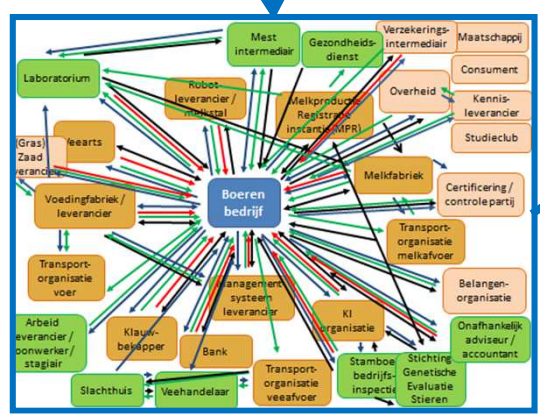 Mest
intermediair
Gezondheids-
dienst
Verzekerings-
intermediair
Maatschappij
Laboratorium
Robot-
leverancier /
melkstal
Melkproductie
Registratie
instantie (MPR)
Overheid
Consument
Kennis-
leverancier
Studieclub
(Gras)
Zaad
Veearts
Boeren
bedrijf
Melkfabriek
Certificering /
controle partij
Voedingfabriek /
leverancier
Transport-
organisatie
melkafvoer
Transport-
organisatie
voer
Management-
systeem
leverancier
KI
organisatie
Belangen-
organisatie
Arbeid
leverancier /
loonwerker /
stagiair
Klauw-
bekapper
Bank
Onafhankelijk
adviseur /
accountant
Slachthuis
Veehandelaar
Transport-
organisatie
veeafvoer
Stamboek
bedrijfs-
inspectie
Stichting
Genetische
Evaluatie
Stieren